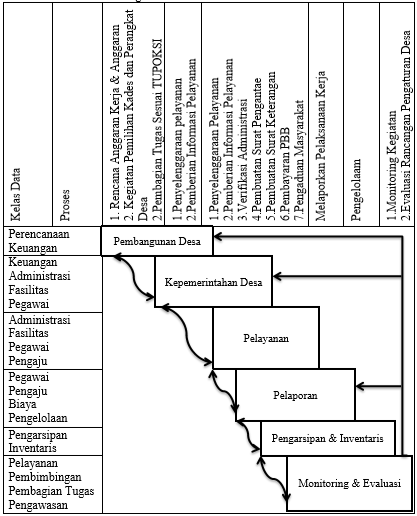 Kelas Data
Proses
1. Rencana Anggaran Kerja & Anggaran
2. Kegiatan Pemulihan Kades dan Perangkat
Desa
2.Pembagian Tugas Sesuai TUPOKSI
1.Penyelenggaraan pelayanan
2.Pemberian Informasi Pelayanan
1.Penyelenggaraan Pelayanan
2.Pemberian Informasi Pelayanan
3.Verifikasi Administrasi
4.Pembuatan Surat Pengantae
5.Pembuatan Surat Keterangan
6.Pembayaran PBB
7.Pengaduan Masyarakat
Melaporkan Pelaksanaan Kerja
Pengelolaam
1.Monitoring Kegiatan
2.Evaluasi Rancangan Pengaturan Desa
Perencanaan
Keuangan
Pembangunan Desa
Keuangan
Administrasi
Fasilitas
Pegawai
Kepemerintahan Desa
Administrasi
Fasilitas
Pegawai
Pengaju
Pelayanan
Pegawai
Pengaju
Biaya
Pengelolaan
Pelaporan
Pengarsipan
Inventaris
Pengarsipan & Inventaris
Pelayanan
Pembimbingan
Pembagian Tugas
Pengawasan
Monitoring & Evaluasi